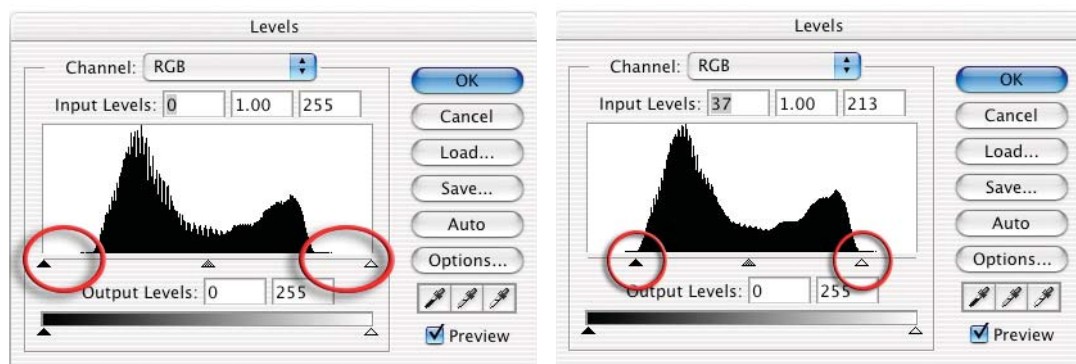 Levels
Channel: RGB
OK
Input Levels: 0 1.00 255
Cancel
Load...
Save...
Auto
Options...
Output Levels: 0 255
Preview
Levels
Channel: RGB
OK
Input Levels: 37 1.00 213
Cancel
Load...
Save...
Auto
Options...
Output Levels: 0 255
Preview